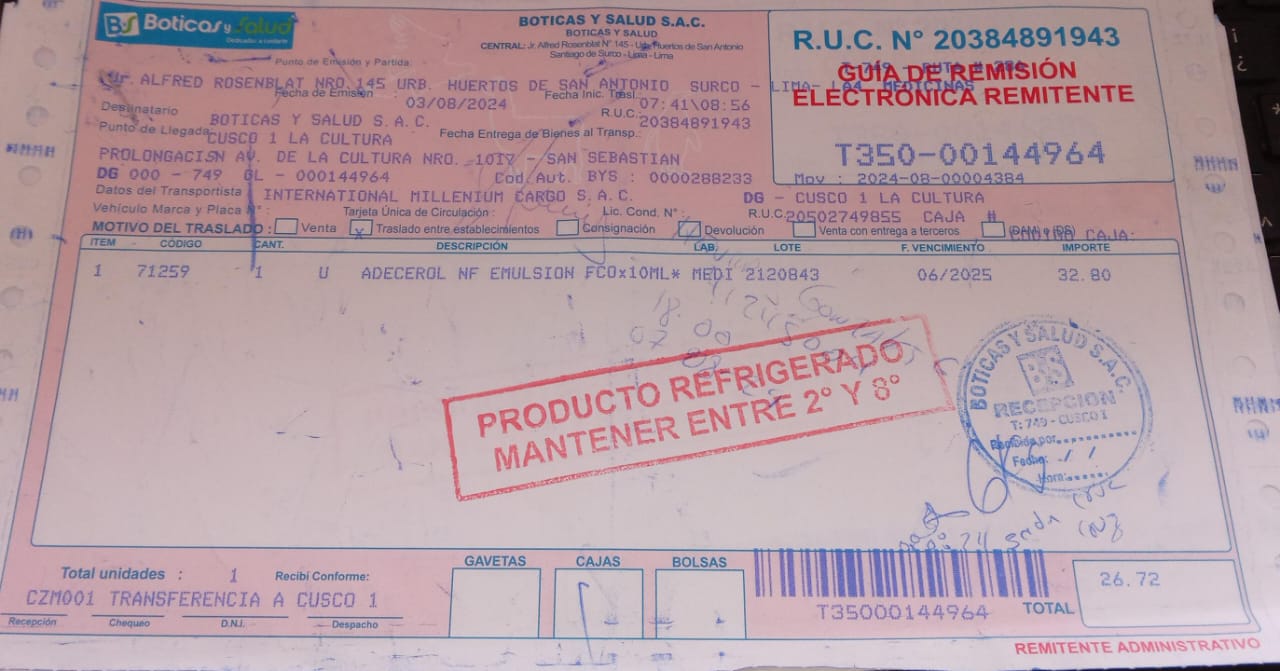 Boticas y Salud
Dedicados a cuidarte
BOTICAS Y SALUD S.A.C.
BOTICAS Y SALUD
CENTRAL: Jr. Alfred Rosenblat N° 145 - Urb. Huertos de San Antonio
Santiago de Surco - Lima - Lima
R.U.C. N° 20384891943
GUÍA DE REMISIÓN
ELECTRÓNICA REMITENTE
T350-00144964
Mov : 2024-08-00004384
Punto de Emisión y Partida:
Jr. ALFRED ROSENBLAT NRO.145 URB. HUERTOS DE SAN ANTONIO SURCO - LIMA- LIMA
MEDICINAS
Fecha de Emisión : 03/08/2024 Fecha Inic. Trasl. 07:41\08:56
Destinatario BOTICAS Y SALUD S.A.C. R.U.C.: 20384891943
Punto de Llegada: CUSCO 1 LA CULTURA Fecha Entrega de Bienes al Transp.:
PROLONGACION AV. DE LA CULTURA NRO. 1017 - SAN SEBASTIAN
DG 000 - 749 GL - 000144964 Cod. Aut. BYS : 0000288233
Datos del Transportista INTERNATIONAL MILLENIUM CARGO S.A.C. DG - CUSCO 1 LA CULTURA
Vehículo Marca y Placa N° : Tarjeta Única de Circulación : Lic. Cond. N° : R.U.C. 20502749855 CAJA #
MOTIVO DEL TRASLADO : Venta x Traslado entre establecimientos Consignación Devolución Venta con entrega a terceros (DAM o DS)
CAJA:
ITEM CÓDIGO CANT. DESCRIPCIÓN LAB. LOTE F. VENCIMIENTO IMPORTE
1 71259 1 U ADECEROL NF EMULSION FCOx10ML* MEDI 2120843 06/2025 32.80
PRODUCTO REFRIGERADO
MANTENER ENTRE 2° Y 8°
BOTICAS Y SALUD S.A.C.
RECEPCION
T: 749 - CUSCO 1
Recibido por
Fecha: / /
Hora:
GAVETAS CAJAS BOLSAS
Total unidades : 1 Recibí Conforme:
CZM001 TRANSFERENCIA A CUSCO 1
Recepción Chequeo D.N.I. Despacho
T35000144964
TOTAL 26.72
REMITENTE ADMINISTRATIVO